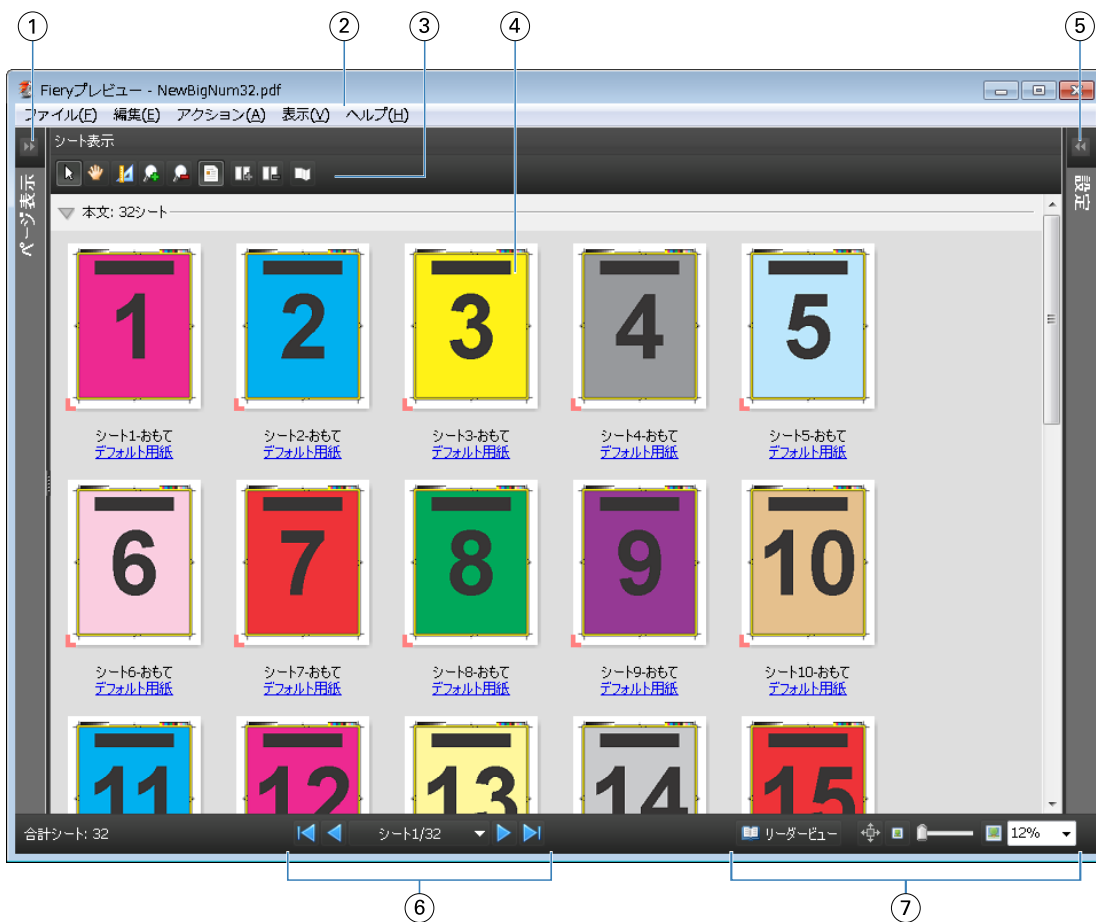 1 2 3 4 5
Fieryプレビュー - NewBigNum32.pdf
ファイル(F) 編集(E) アクション(A) 表示(V) ヘルプ(H)
シート表示
ページ表示
設定
本文: 32シート
1 2 3 4 5
シート1-おもて シート2-おもて シート3-おもて シート4-おもて シート5-おもて
デフォルト用紙 デフォルト用紙 デフォルト用紙 デフォルト用紙 デフォルト用紙
6 7 8 9 10
シート6-おもて シート7-おもて シート8-おもて シート9-おもて シート10-おもて
デフォルト用紙 デフォルト用紙 デフォルト用紙 デフォルト用紙 デフォルト用紙
11 12 13 14 15
合計シート: 32 シート1/32 リーダービュー 12%
6 7